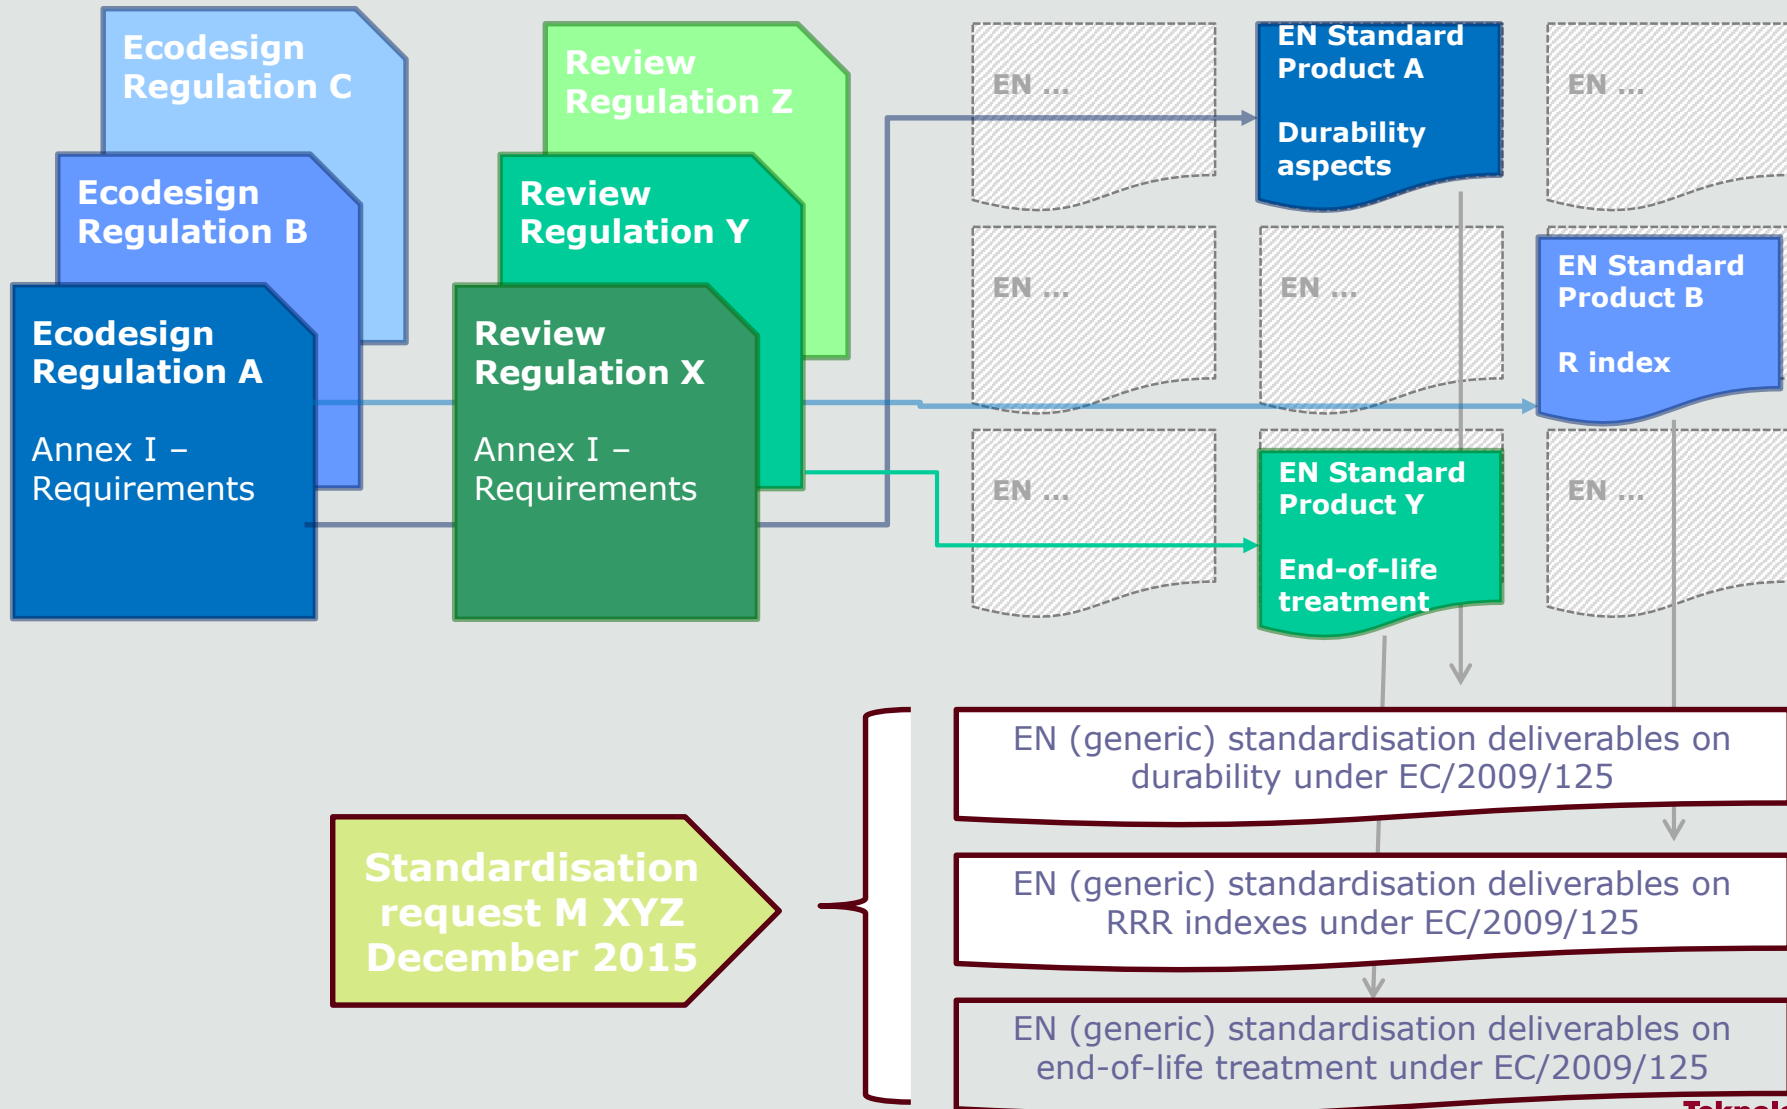 Ecodesign
Regulation C
Ecodesign
Regulation B
Ecodesign
Regulation A
Annex I –
Requirements
Review
Regulation Z
Review
Regulation Y
Review
Regulation X
Annex I –
Requirements
EN ...
EN Standard
Product A
Durability
aspects
EN ...
EN ...
EN ...
EN Standard
Product B
R index
EN ...
EN Standard
Product Y
End-of-life
treatment
EN ...
Standardisation
request M XYZ
December 2015
EN (generic) standardisation deliverables on
durability under EC/2009/125
EN (generic) standardisation deliverables on
RRR indexes under EC/2009/125
EN (generic) standardisation deliverables on
end-of-life treatment under EC/2009/125